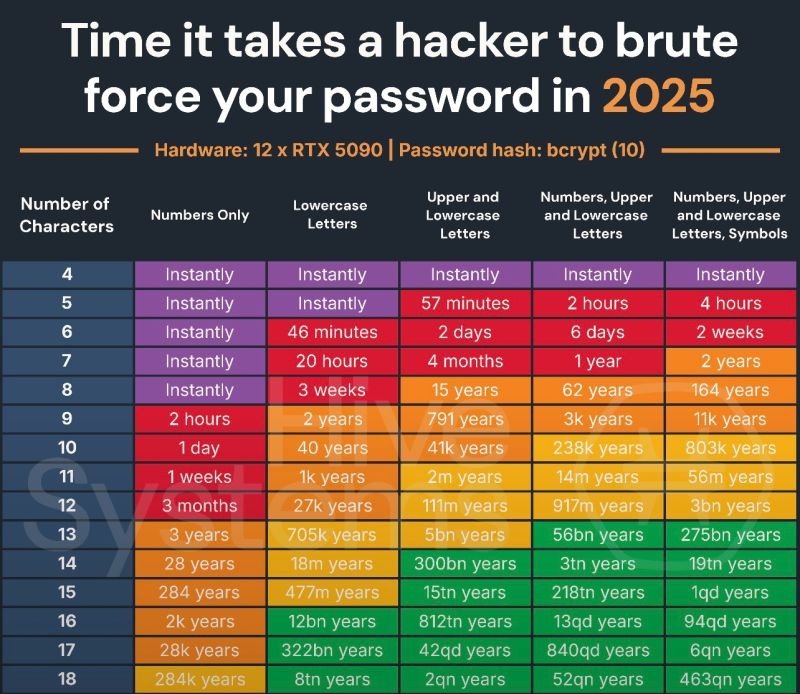 Time it takes a hacker to brute
force your password in 2025
Hardware: 12 x RTX 5090 | Password hash: bcrypt (10)
Number of Characters Numbers Only Lowercase Letters Upper and Lowercase Letters Numbers, Upper and Lowercase Letters Numbers, Upper and Lowercase Letters, Symbols
4 Instantly Instantly Instantly Instantly Instantly
5 Instantly Instantly 57 minutes 2 hours 4 hours
6 Instantly 46 minutes 2 days 6 days 2 weeks
7 Instantly 20 hours 4 months 1 year 2 years
8 Instantly 3 weeks 15 years 62 years 164 years
9 2 hours 2 years 791 years 3k years 11k years
10 1 day 40 years 41k years 238k years 803k years
11 1 weeks 1k years 2m years 14m years 56m years
12 3 months 27k years 111m years 917m years 3bn years
13 3 years 705k years 5bn years 56bn years 275bn years
14 28 years 18m years 300bn years 3tn years 19tn years
15 284 years 477m years 15tn years 218tn years 1qd years
16 2k years 12bn years 812tn years 13qd years 94qd years
17 28k years 322bn years 42qd years 840qd years 6qn years
18 284k years 8tn years 2qn years 52qn years 463qn years
Hive
Systems